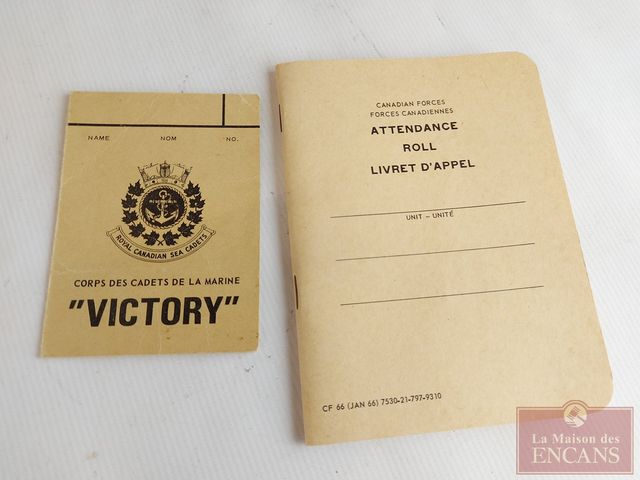 NAME NOM NO.
ROYAL CANADIAN SEA CADETS
CORPS DES CADETS DE LA MARINE
"VICTORY"
CANADIAN FORCES
FORCES CANADIENNES
ATTENDANCE
ROLL
LIVRET D'APPEL
UNIT - UNITÉ
CF 66 (JAN 66) 7530-21-797-9310
La Maison des
ENCANS